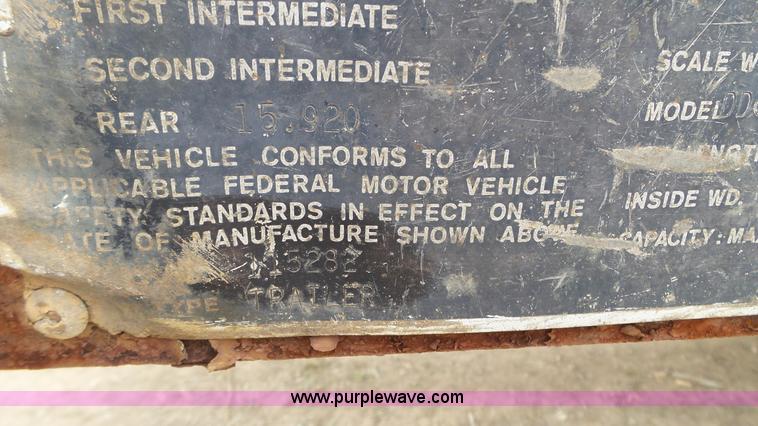 FIRST INTERMEDIATE
SECOND INTERMEDIATE
SCALE W
REAR 15.920
MODEL
THIS VEHICLE CONFORMS TO ALL
APPLICABLE FEDERAL MOTOR VEHICLE
SAFETY STANDARDS IN EFFECT ON THE
INSIDE WD.
OF MANUFACTURE SHOWN ABOVE
CAPACITY: MA
TRAILER
www.purplewave.com